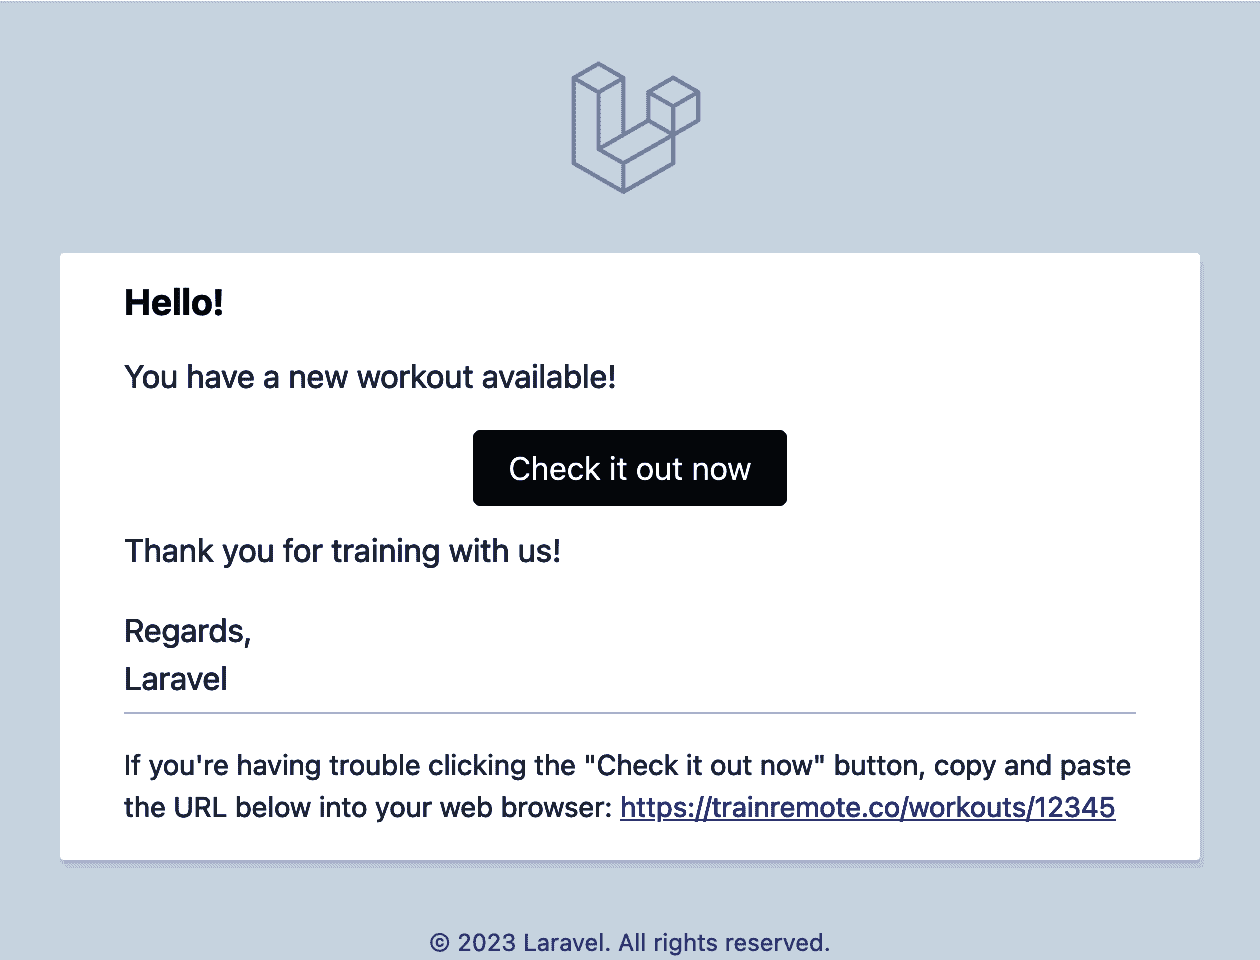 Hello!
You have a new workout available!
Check it out now
Thank you for training with us!
Regards,
Laravel
If you're having trouble clicking the "Check it out now" button, copy and paste
the URL below into your web browser: https://trainremote.co/workouts/12345
© 2023 Laravel. All rights reserved.